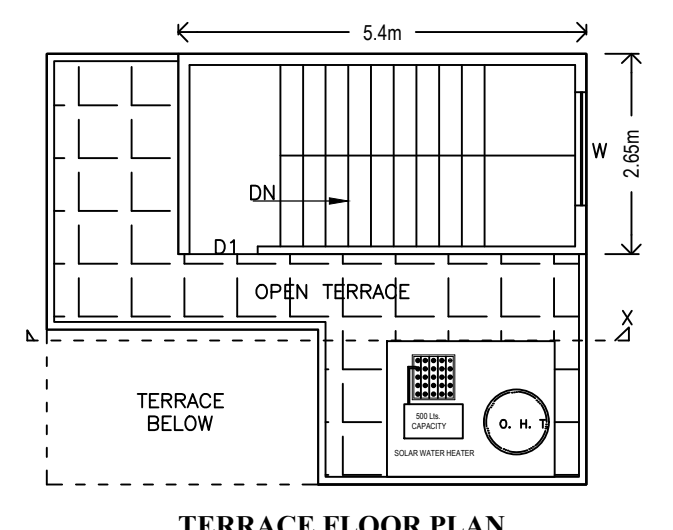 5.4m
W
2.65m
DN
D1
OPEN TERRACE
X
TERRACE
BELOW
500 Lts.
CAPACITY
O. H. T
SOLAR WATER HEATER
TERRACE FLOOR PLAN